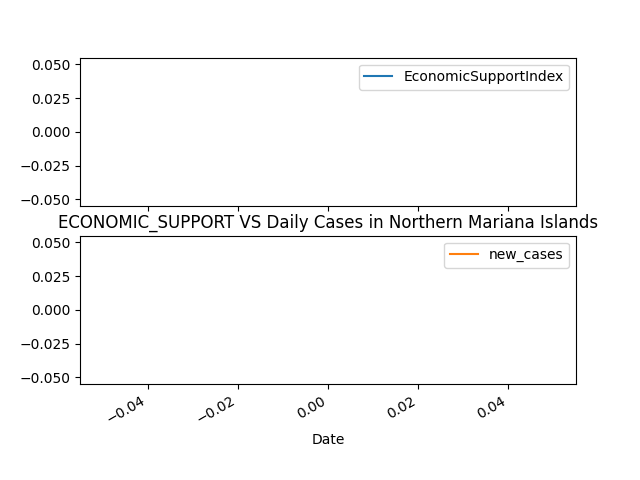 0.050
0.025
0.000
−0.025
−0.050
EconomicSupportIndex
ECONOMIC_SUPPORT VS Daily Cases in Northern Mariana Islands
0.050
0.025
0.000
−0.025
−0.050
new_cases
−0.04 −0.02 0.00 0.02 0.04
Date